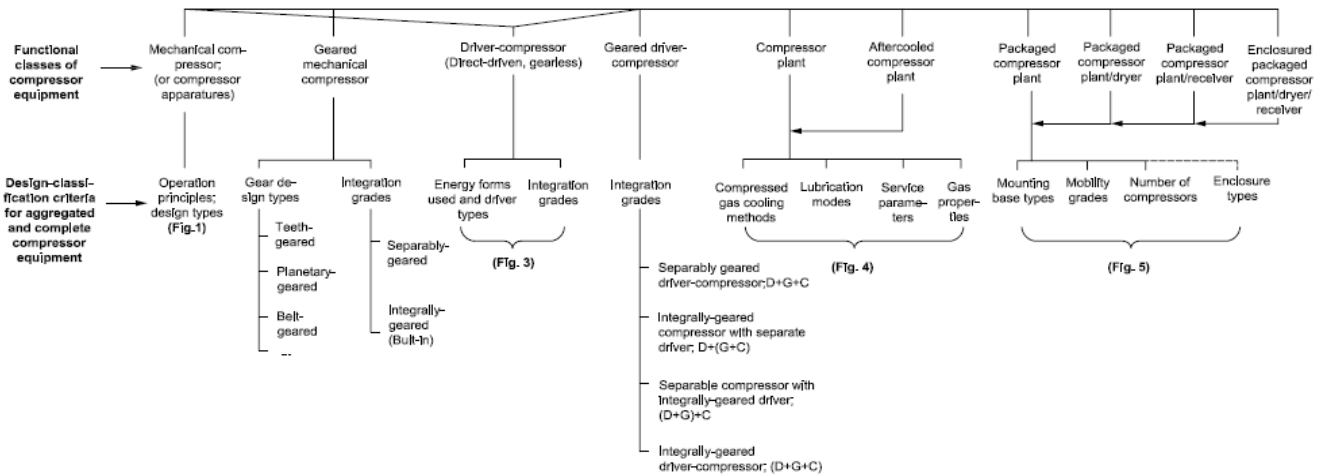 Functional
classes of
compressor
equipment
Mechanical com-
pressor;
(or compressor
apparatures)
Geared
mechanical
compressor
Driver-compressor
(Direct-driven, gearless)
Geared driver-
compressor
Compressor
plant
Aftercooled
compressor
plant
Packaged
compressor
plant
Packaged
compressor
plant/dryer
Packaged
compressor
plant/receiver
Enclosured
packaged
compressor
plant/dryer/
receiver
Design-classi-
fication criteria
for aggregated
and complete
compressor
equipment
Operation
principles;
design types
(Fig.1)
Gear de-
sign types
Teeth-
geared
Planetary-
geared
Belt-
geared
Integration
grades
Separably-
geared
Integrally-
geared
(Bult-in)
Energy forms
used and driver
types
Integration
grades
(Fig. 3)
Integration
grades
Separably geared
driver-compressor;D+G+C
Integrally-geared
compressor with separate
driver; D+(G+C)
Separable compressor with
integrally-geared driver;
(D+G)+C
Integrally-geared
driver-compressor; (D+G+C)
Compressed
gas cooling
methods
Lubrication
modes
Service
parame-
ters
Gas
proper-
ties
(Fig. 4)
Mounting
base types
Mobility
grades
Number of
compressors
Enclosure
types
(Fig. 5)